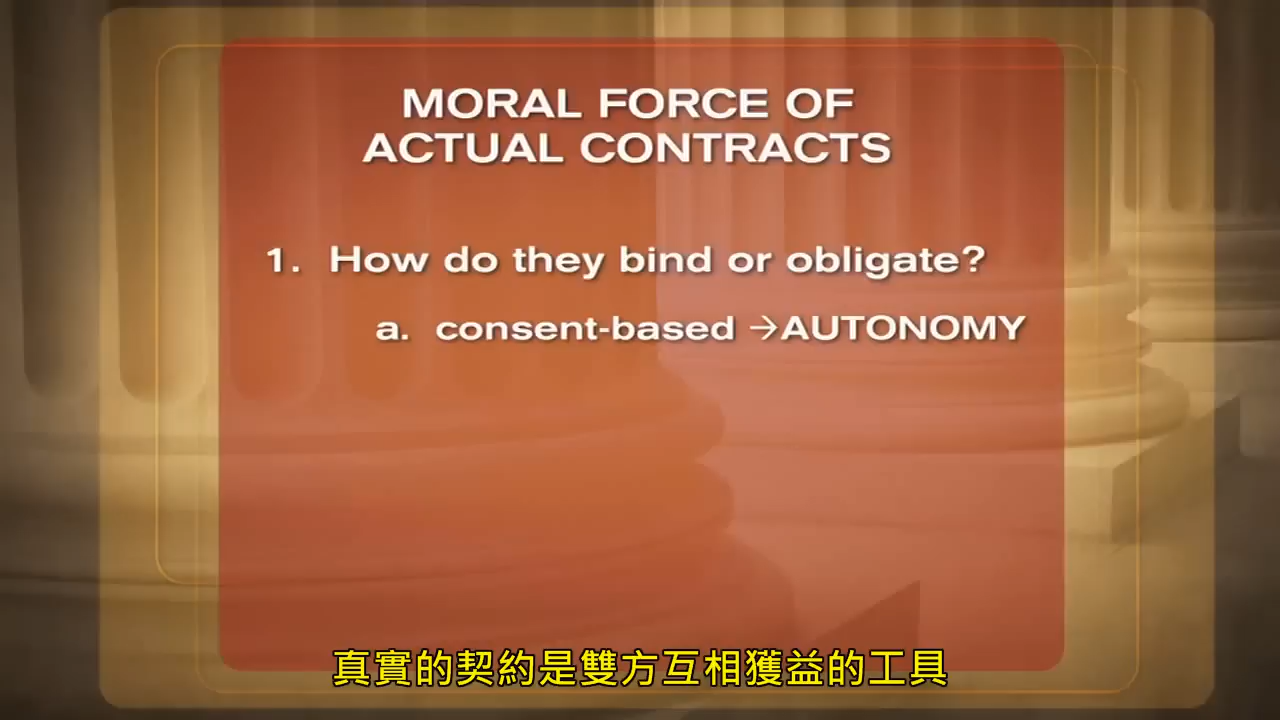 MORAL FORCE OF
ACTUAL CONTRACTS
1. How do they bind or obligate?
a. consent-based →AUTONOMY
真實的契約是雙方互相獲益的工具